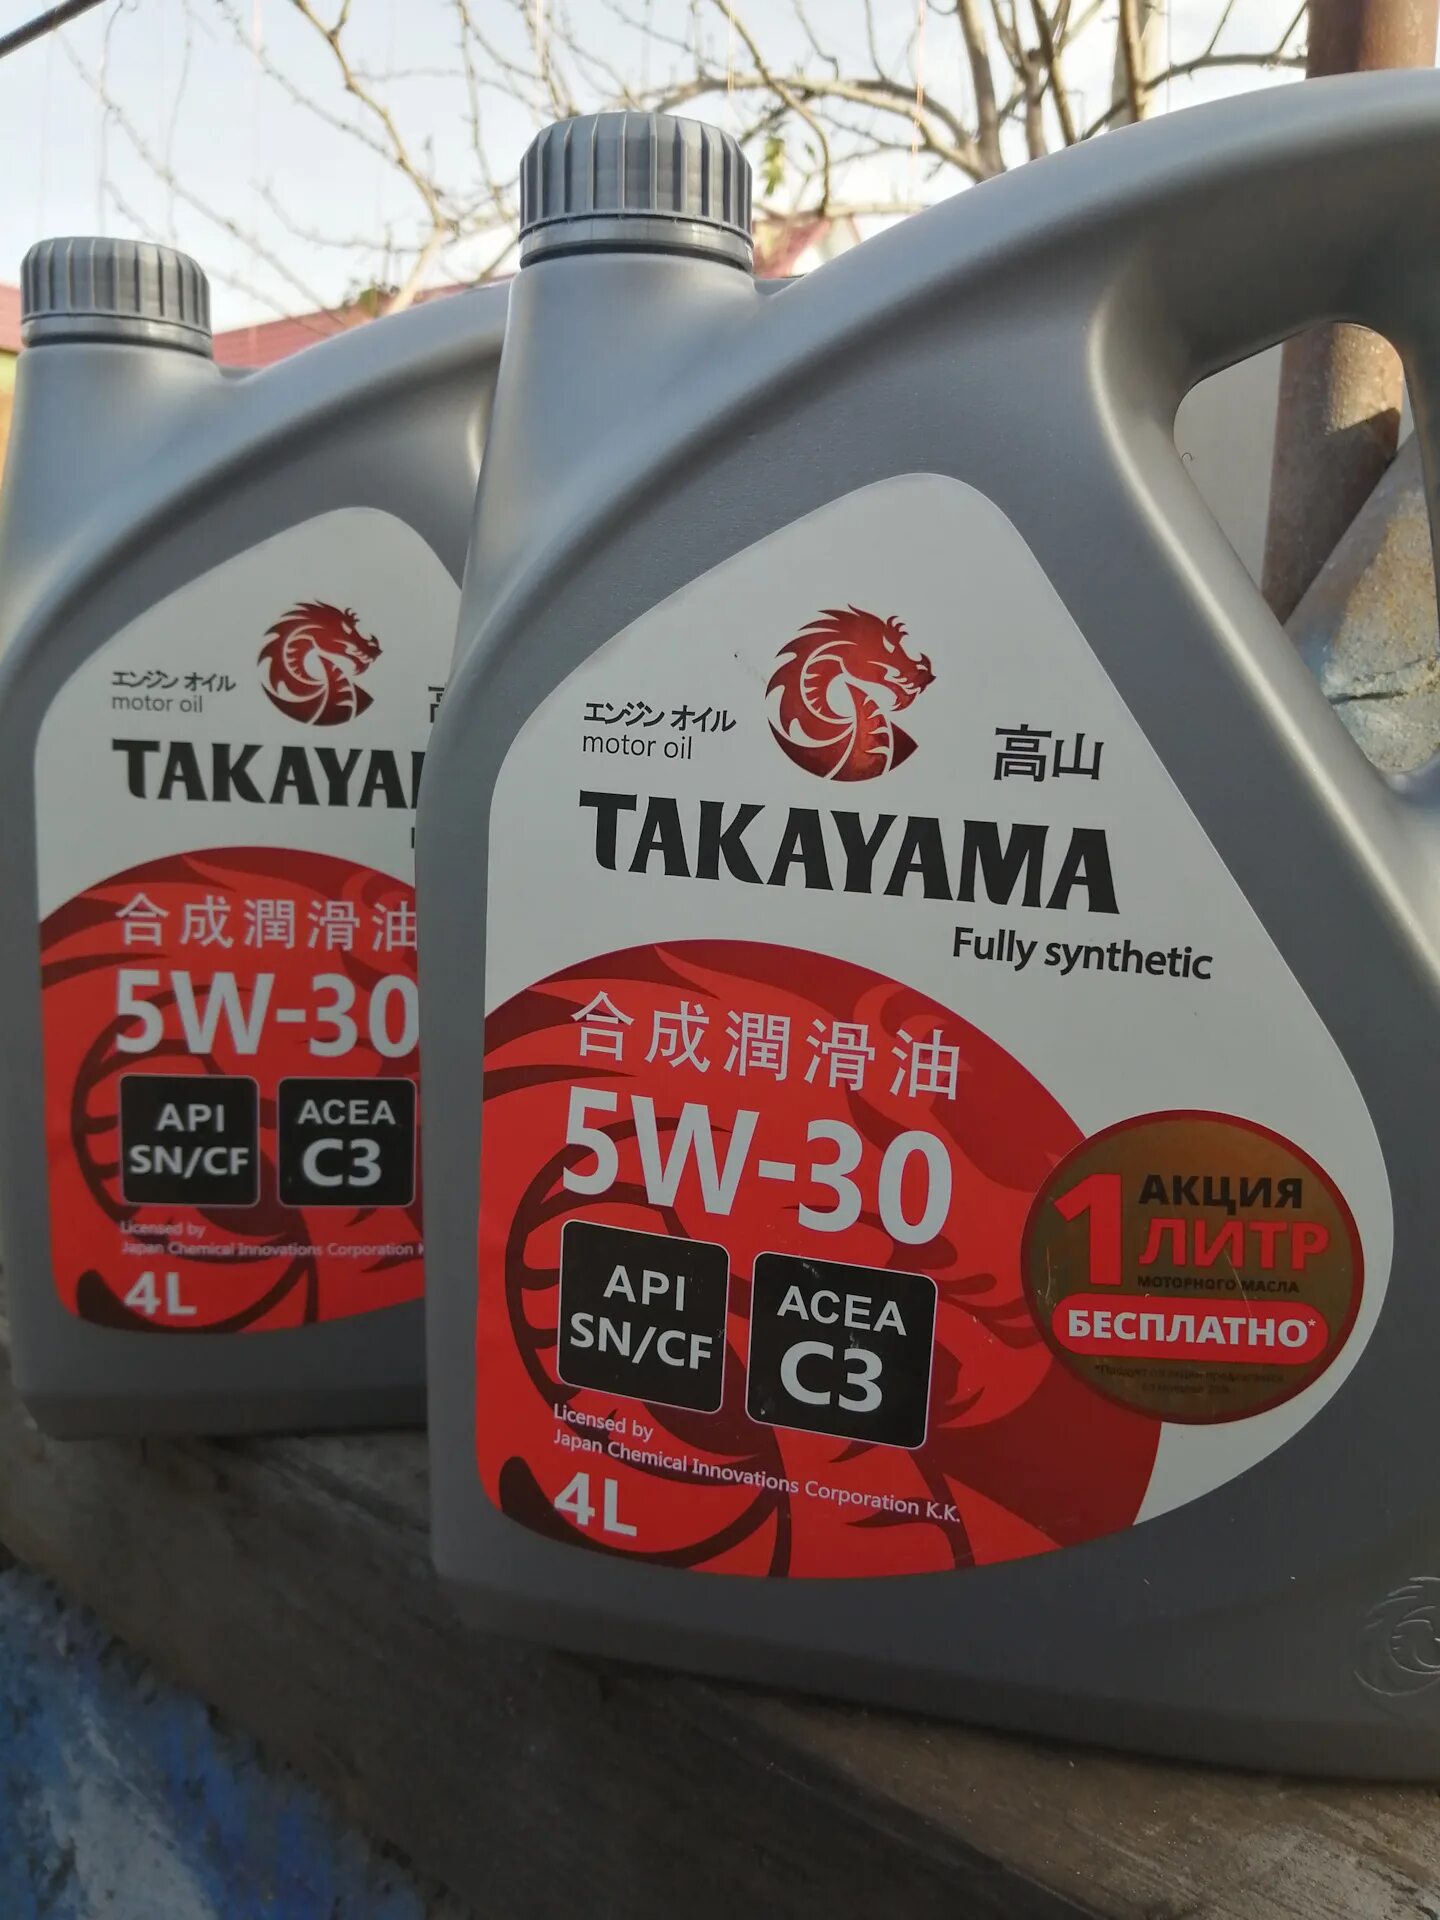 エンジン オイル
motor oil
TAKAYA
合成潤滑油
5W-30
API
SN/CF
ACEA
C3
Licensed by
Japan Chemical Innovations Corporation
4L
エンジン オイル
motor oil
高山
TAKAYAMA
Fully synthetic
合成潤滑油
5W-30
API
SN/CF
ACEA
C3
Licensed by
Japan Chemical Innovations Corporation K.K.
4L
1 АКЦИЯ
ЛИТР
МОТОРНОГО МАСЛА
БЕСПЛАТНО*